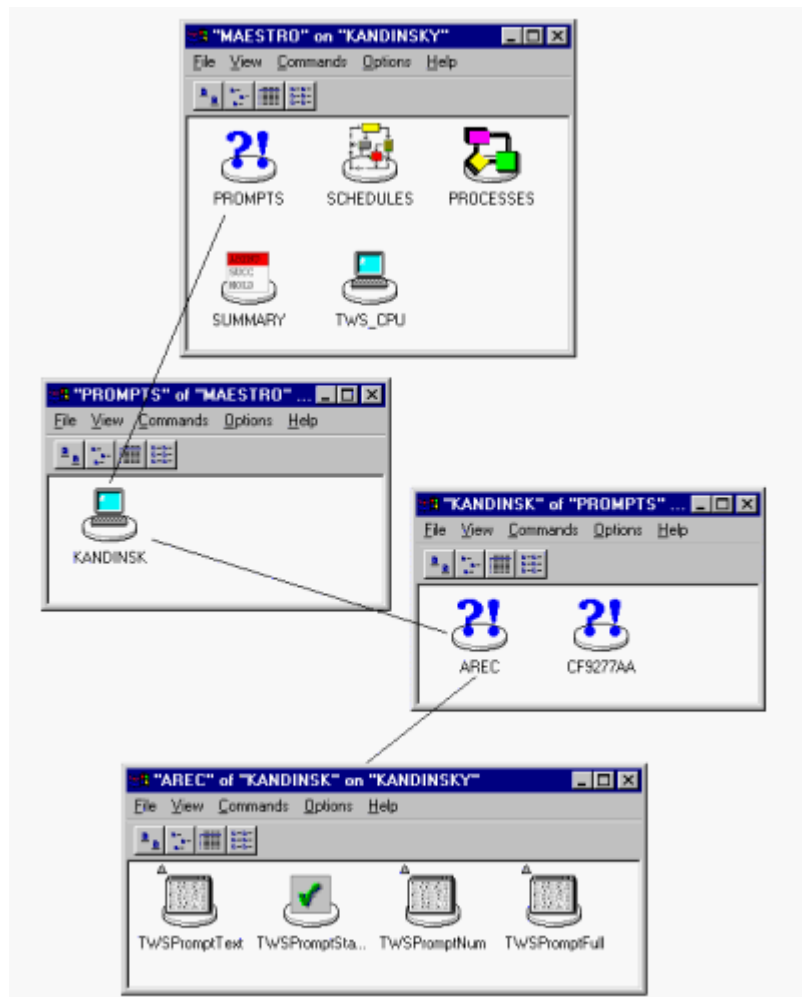 "MAESTRO" on "KANDINSKY"
File View Commands Options Help
PROMPTS SCHEDULES PROCESSES
SUCC
HOLD
SUMMARY TWS_CPU
"PROMPTS" of "MAESTRO" ...
File View Commands Options Help
KANDINSK
"KANDINSK" of "PROMPTS" ...
File View Commands Options Help
AREC CF9277AA
"AREC" of "KANDINSK" on "KANDINSKY"
File View Commands Options Help
TWSPromptText TWSPromptSta... TWSPromptNum TWSPromptFull